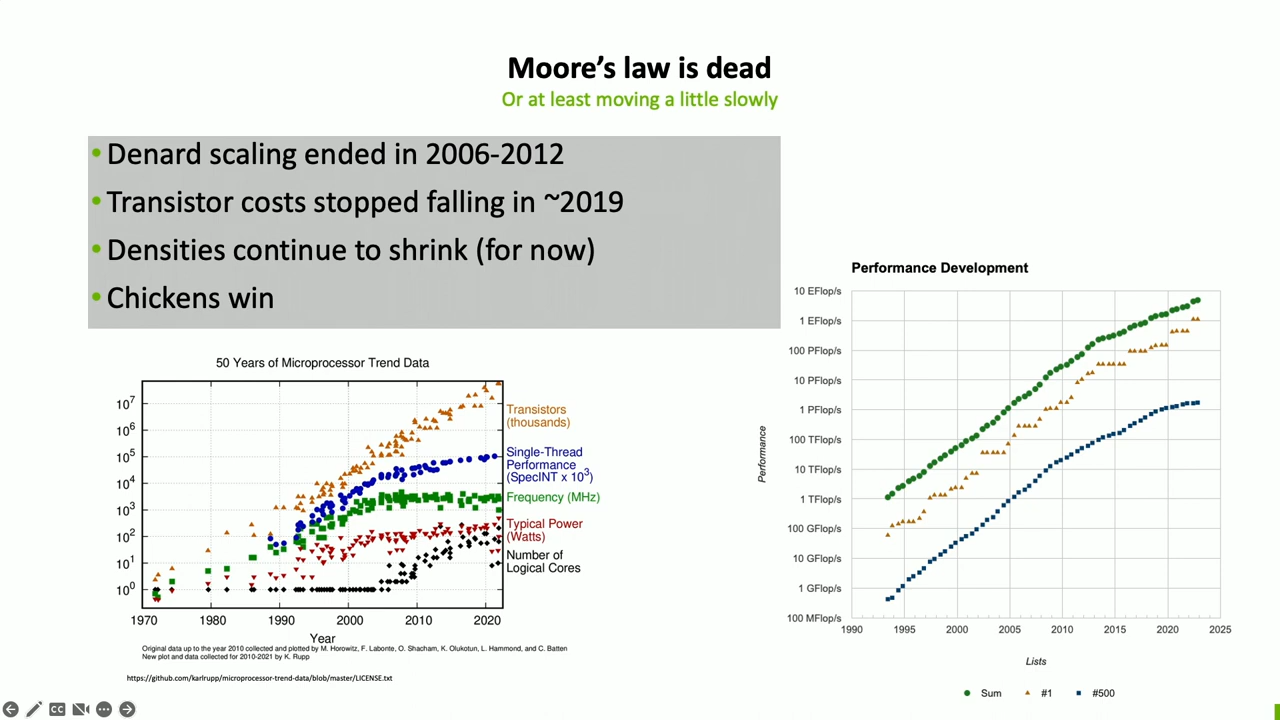 Moore's law is dead
Or at least moving a little slowly
• Denard scaling ended in 2006-2012
• Transistor costs stopped falling in ~2019
• Densities continue to shrink (for now)
• Chickens win
50 Years of Microprocessor Trend Data
10^7
10^6
10^5
10^4
10^3
10^2
10^1
10^0
Transistors
(thousands)
Single-Thread
Performance
(SpecINT x 10^3)
Frequency (MHz)
Typical Power
(Watts)
Number of
Logical Cores
1970 1980 1990 2000 2010 2020
Year
Original data up to the year 2010 collected and plotted by M. Horowitz, F. Labonte, O. Shacham, K. Olukotun, L. Hammond, and C. Batten
New plot and data collected for 2010-2021 by K. Rupp
https://github.com/karlrupp/microprocessor-trend-data/blob/master/LICENSE.txt
Performance Development
10 EFlop/s
1 EFlop/s
100 PFlop/s
10 PFlop/s
1 PFlop/s
100 TFlop/s
10 TFlop/s
1 TFlop/s
100 GFlop/s
10 GFlop/s
1 GFlop/s
100 MFlop/s
Performance
1990 1995 2000 2005 2010 2015 2020 2025
Lists
Sum #1 #500
CC